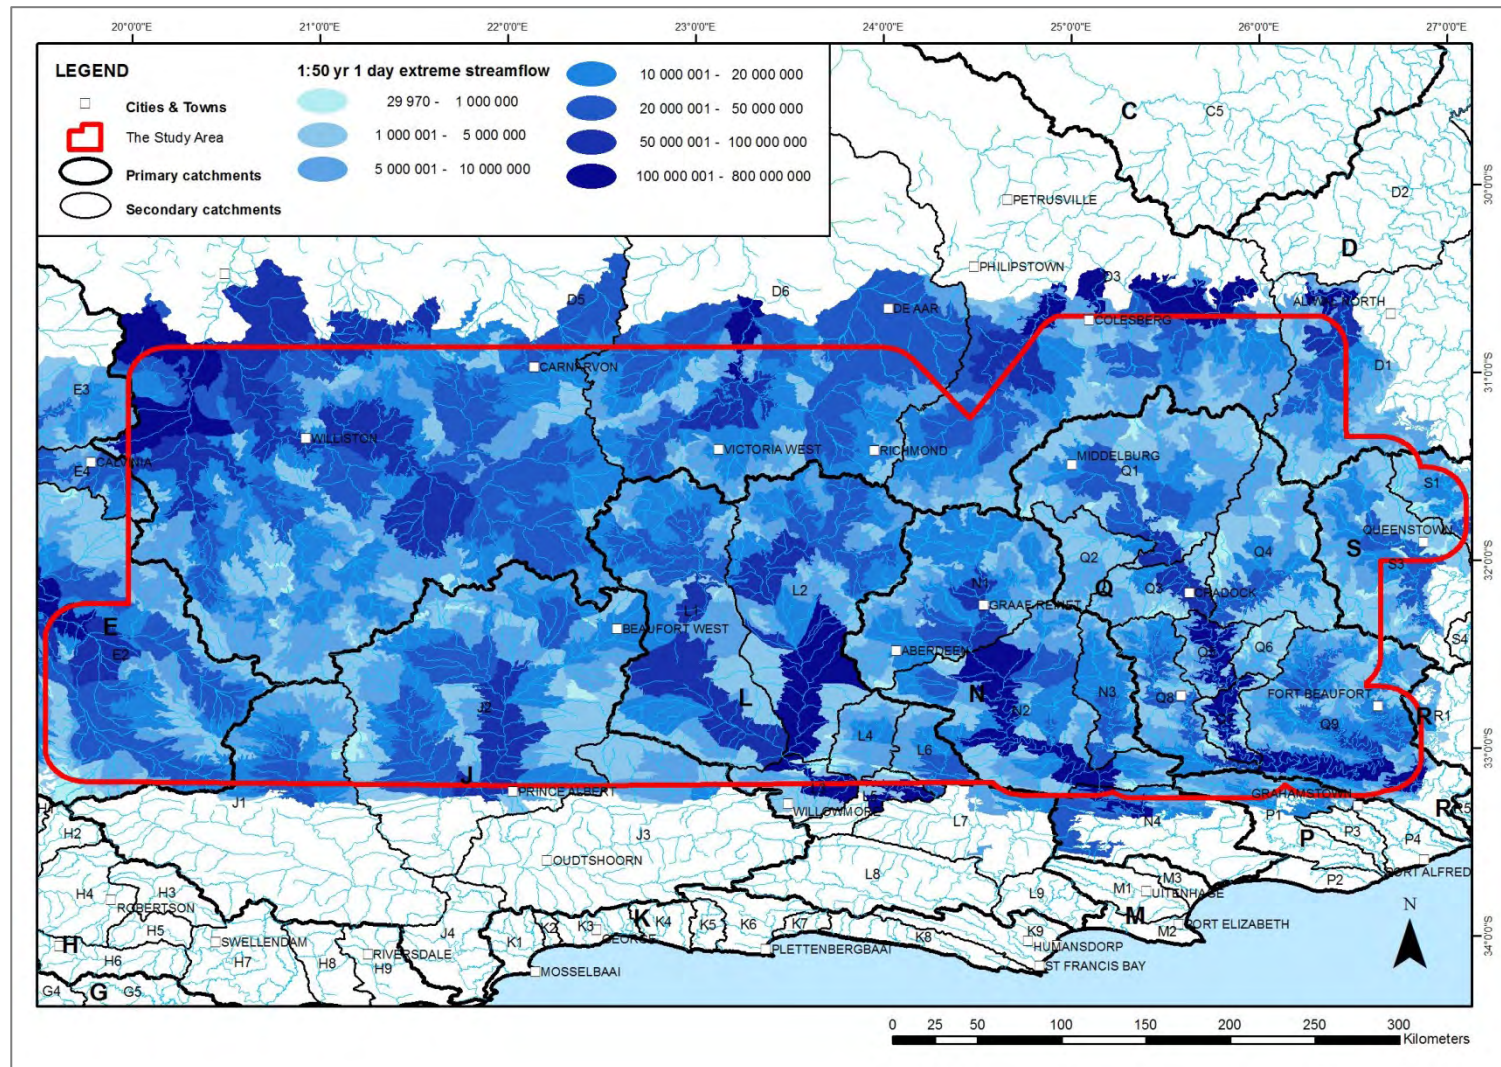 20°0'0"E 21°0'0"E 22°0'0"E 23°0'0"E 24°0'0"E 25°0'0"E 26°0'0"E 27°0'0"E
LEGEND
Cities & Towns
The Study Area
Primary catchments
Secondary catchments
1:50 yr 1 day extreme streamflow
29 970 - 1 000 000
1 000 001 - 5 000 000
5 000 001 - 10 000 000
10 000 001 - 20 000 000
20 000 001 - 50 000 000
50 000 001 - 100 000 000
100 000 001 - 800 000 000
C
C5
30°0'0"S
D2
PETRUSVILLE
D
PHILIPSTOWN
D3
D5
D6
DE AAR
ALIWAL NORTH
COLESBERG
31°0'0"S
CARNARVON
D1
E3
WILLISTON
VICTORIA WEST
RICHMOND
MIDDELBURG
Q1
CALVINIA
E4
S1
QUEENSTOWN
S
Q4
32°0'0"S
Q2
S3
Q
Q3
CRADOCK
L2
N1
GRAAF REINET
L1
BEAUFORT WEST
E
E2
ABERDEEN
Q5
Q6
S4
L
N
N3
Q8
FORT BEAUFORT
J2
N2
Q9
R
R1
L4
L6
33°0'0"S
J
PRINCE ALBERT
J1
WILLOWMORE
L5
GRAHAMSTOWN
R
R5
L7
N4
P1
P
P3
P4
H1
H2
J3
OUDTSHOORN
PORT ALFRED
P2
L8
L9
M1
M3
UITENHAGE
H4
H3
ROBERTSON
M
M2
PORT ELIZABETH
N
H5
K
K1
K2
K3
GEORGE
K4
K5
K6
K7
K8
K9
HUMANSDORP
34°0'0"S
H
H6
SWELLENDAM
H7
H8
RIVERSDALE
H9
J4
PLETTENBERGBAAI
ST FRANCIS BAY
MOSSELBAAI
G4
G
G5
0 25 50 100 150 200 250 300
Kilometers